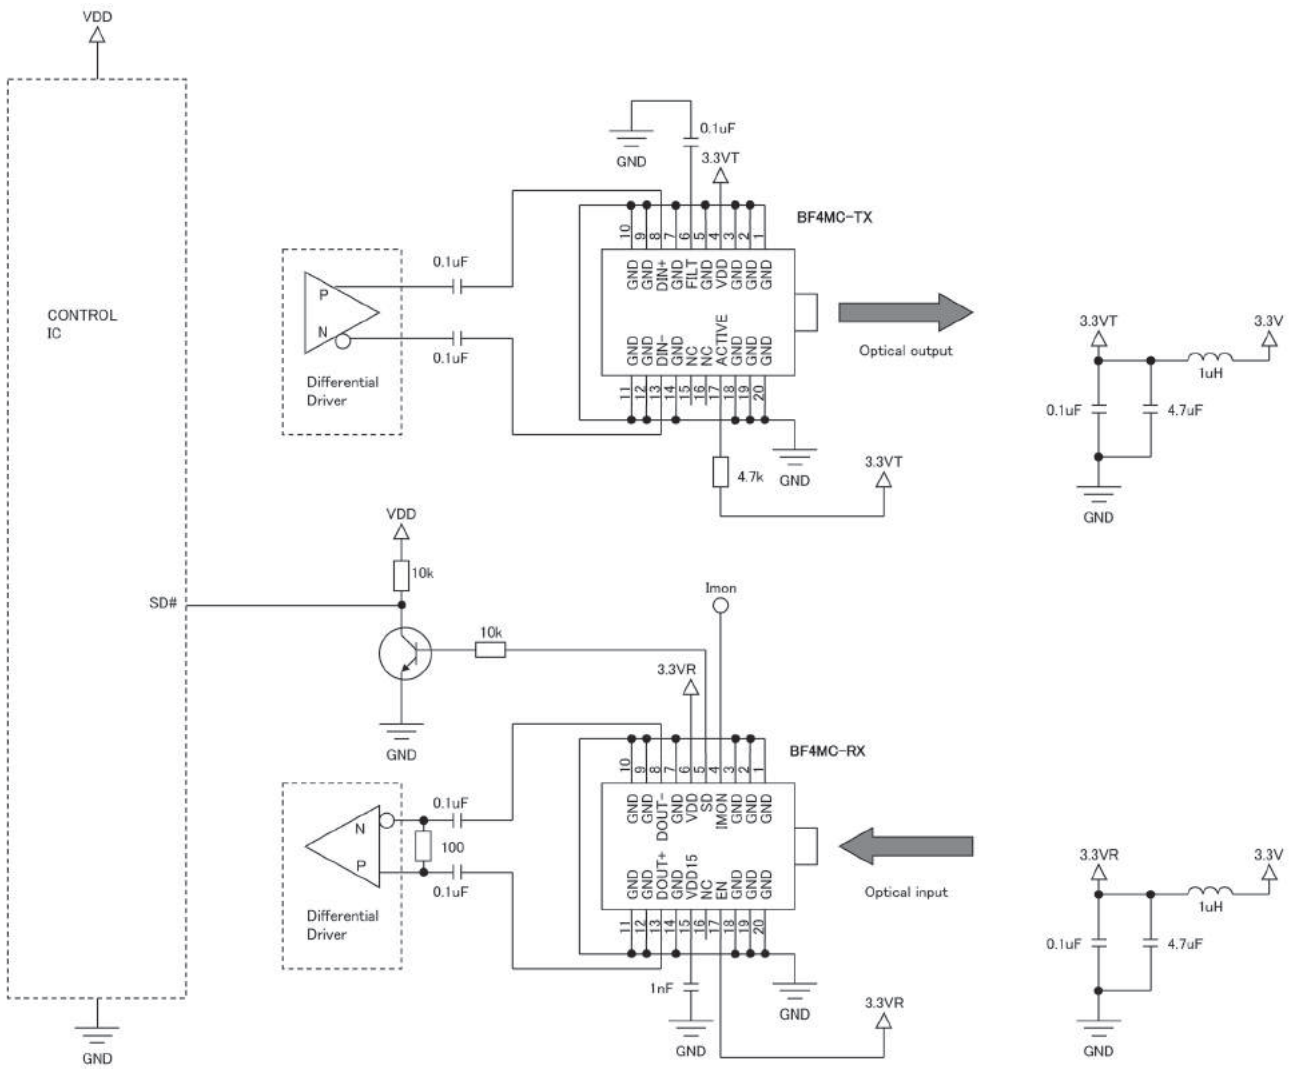 VDD
CONTROL
IC
SD#
GND
0.1uF
GND
3.3VT
BF4MC-TX
10
9
8
7
6
5
4
3
2
1
GND
GND
DIN+
GND
FILT
GND
VDD
GND
GND
GND
GND
GND
DIN-
GND
NC
NC
ACTIVE
GND
GND
GND
11
12
13
14
15
16
17
18
19
20
0.1uF
P
N
0.1uF
Differential
Driver
Optical output
GND
4.7k
3.3VT
3.3VT
3.3V
1uH
0.1uF
4.7uF
GND
VDD
10k
10k
GND
Imon
3.3VR
BF4MC-RX
10
9
8
7
6
5
4
3
2
1
GND
GND
DOUT-
GND
VDD
SD
IMON
GND
GND
GND
GND
GND
DOUT+
GND
VDD15
NC
EN
GND
GND
GND
11
12
13
14
15
16
17
18
19
20
0.1uF
N
100
P
0.1uF
Differential
Driver
Optical input
1nF
GND
GND
3.3VR
3.3VR
3.3V
1uH
0.1uF
4.7uF
GND